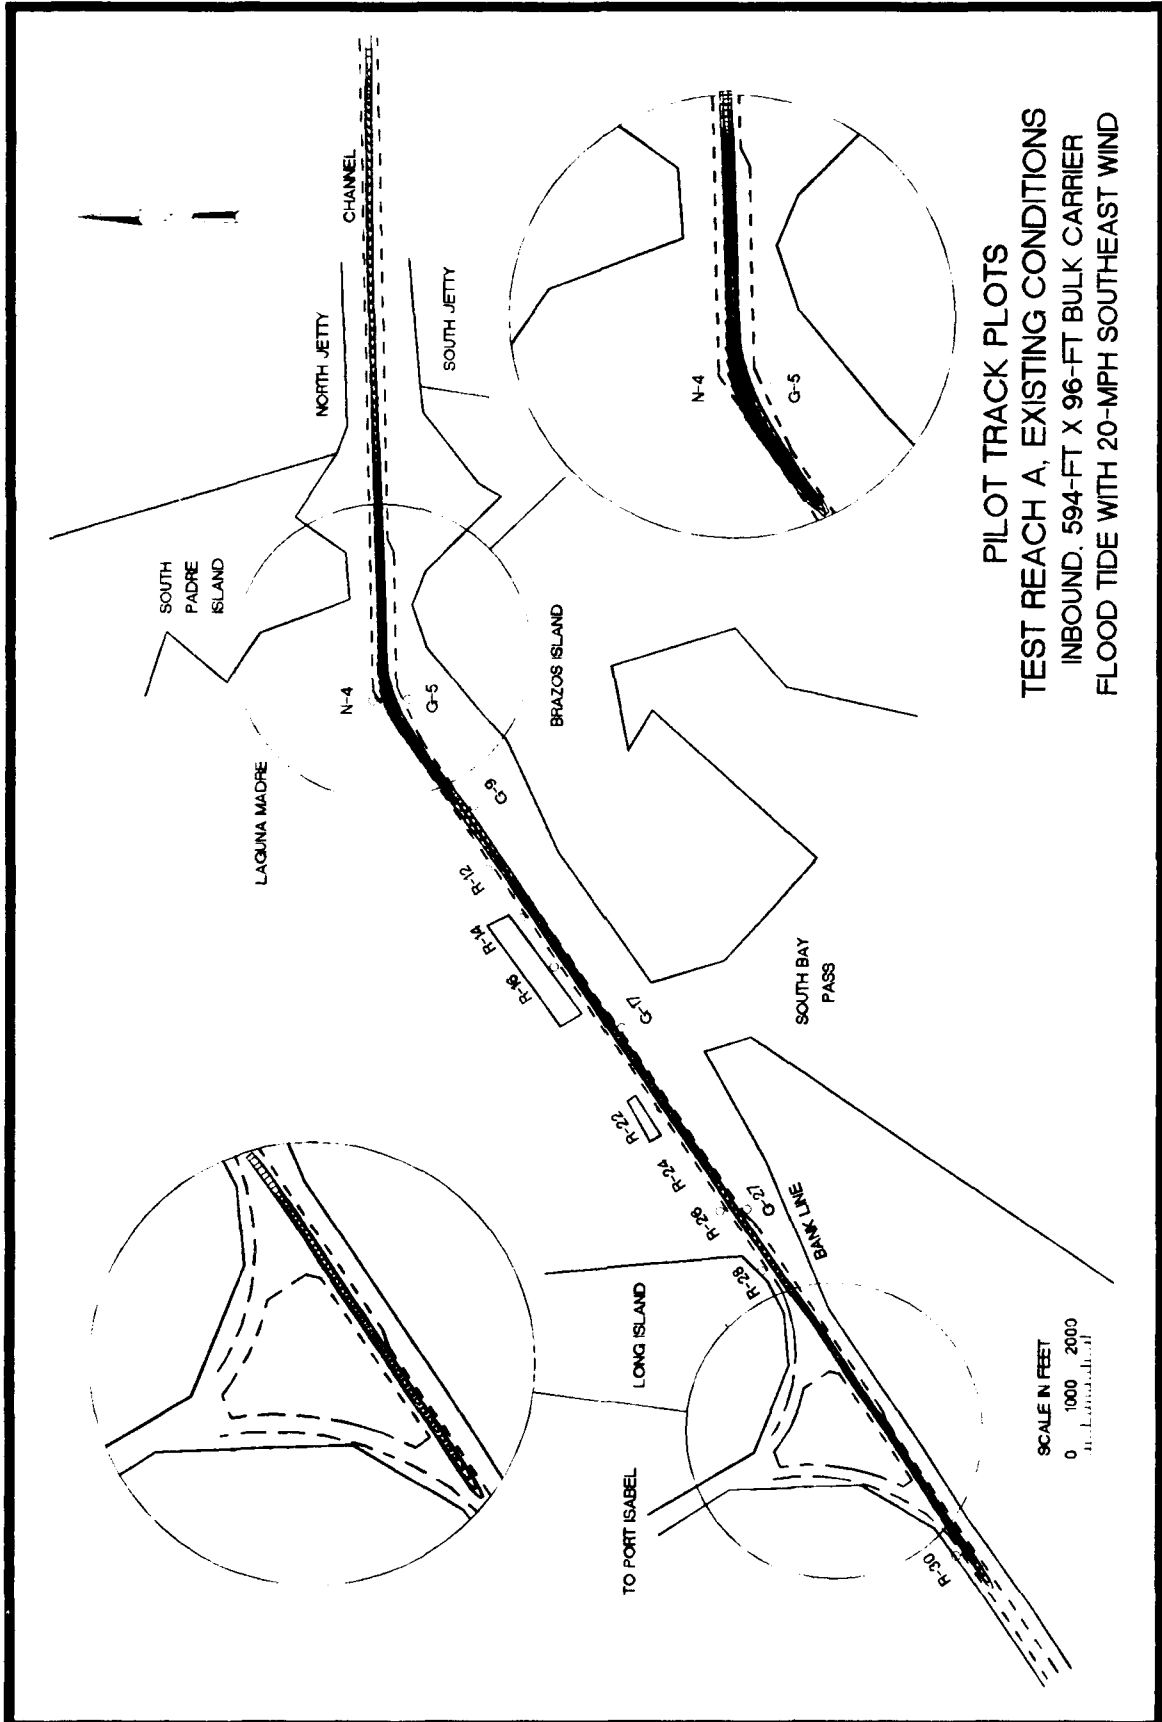 CHANNEL
NORTH JETTY
SOUTH JETTY
SOUTH
PADRE
ISLAND
N-4
G-5
LAGUNA MADRE
BRAZOS ISLAND
G-9
R-12
R-14
R-16
G-17
SOUTH BAY
PASS
R-22
R-24
R-26
G-27
R-28
BANK LINE
LONG ISLAND
TO PORT ISABEL
R-30
N-4
G-5
SCALE IN FEET
0 1000 2000
PILOT TRACK PLOTS
TEST REACH A, EXISTING CONDITIONS
INBOUND. 594-FT X 96-FT BULK CARRIER
FLOOD TIDE WITH 20-MPH SOUTHEAST WIND